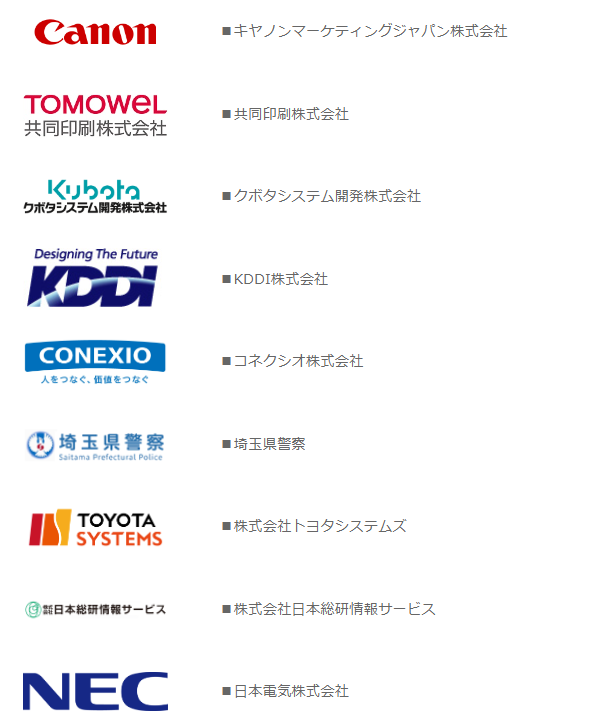 Canon
■キヤノンマーケティングジャパン株式会社
TOMOWEL
共同印刷株式会社
■共同印刷株式会社
Kubota
クボタシステム開発株式会社
■クボタシステム開発株式会社
Designing The Future
KDDI
■KDDI株式会社
CONEXIO
人をつなぐ、価値をつなぐ
■コネクシオ株式会社
埼玉県警察
Saitama Prefectural Police
■埼玉県警察
TOYOTA
SYSTEMS
■株式会社トヨタシステムズ
株式会社日本総研情報サービス
■株式会社日本総研情報サービス
NEC
■日本電気株式会社